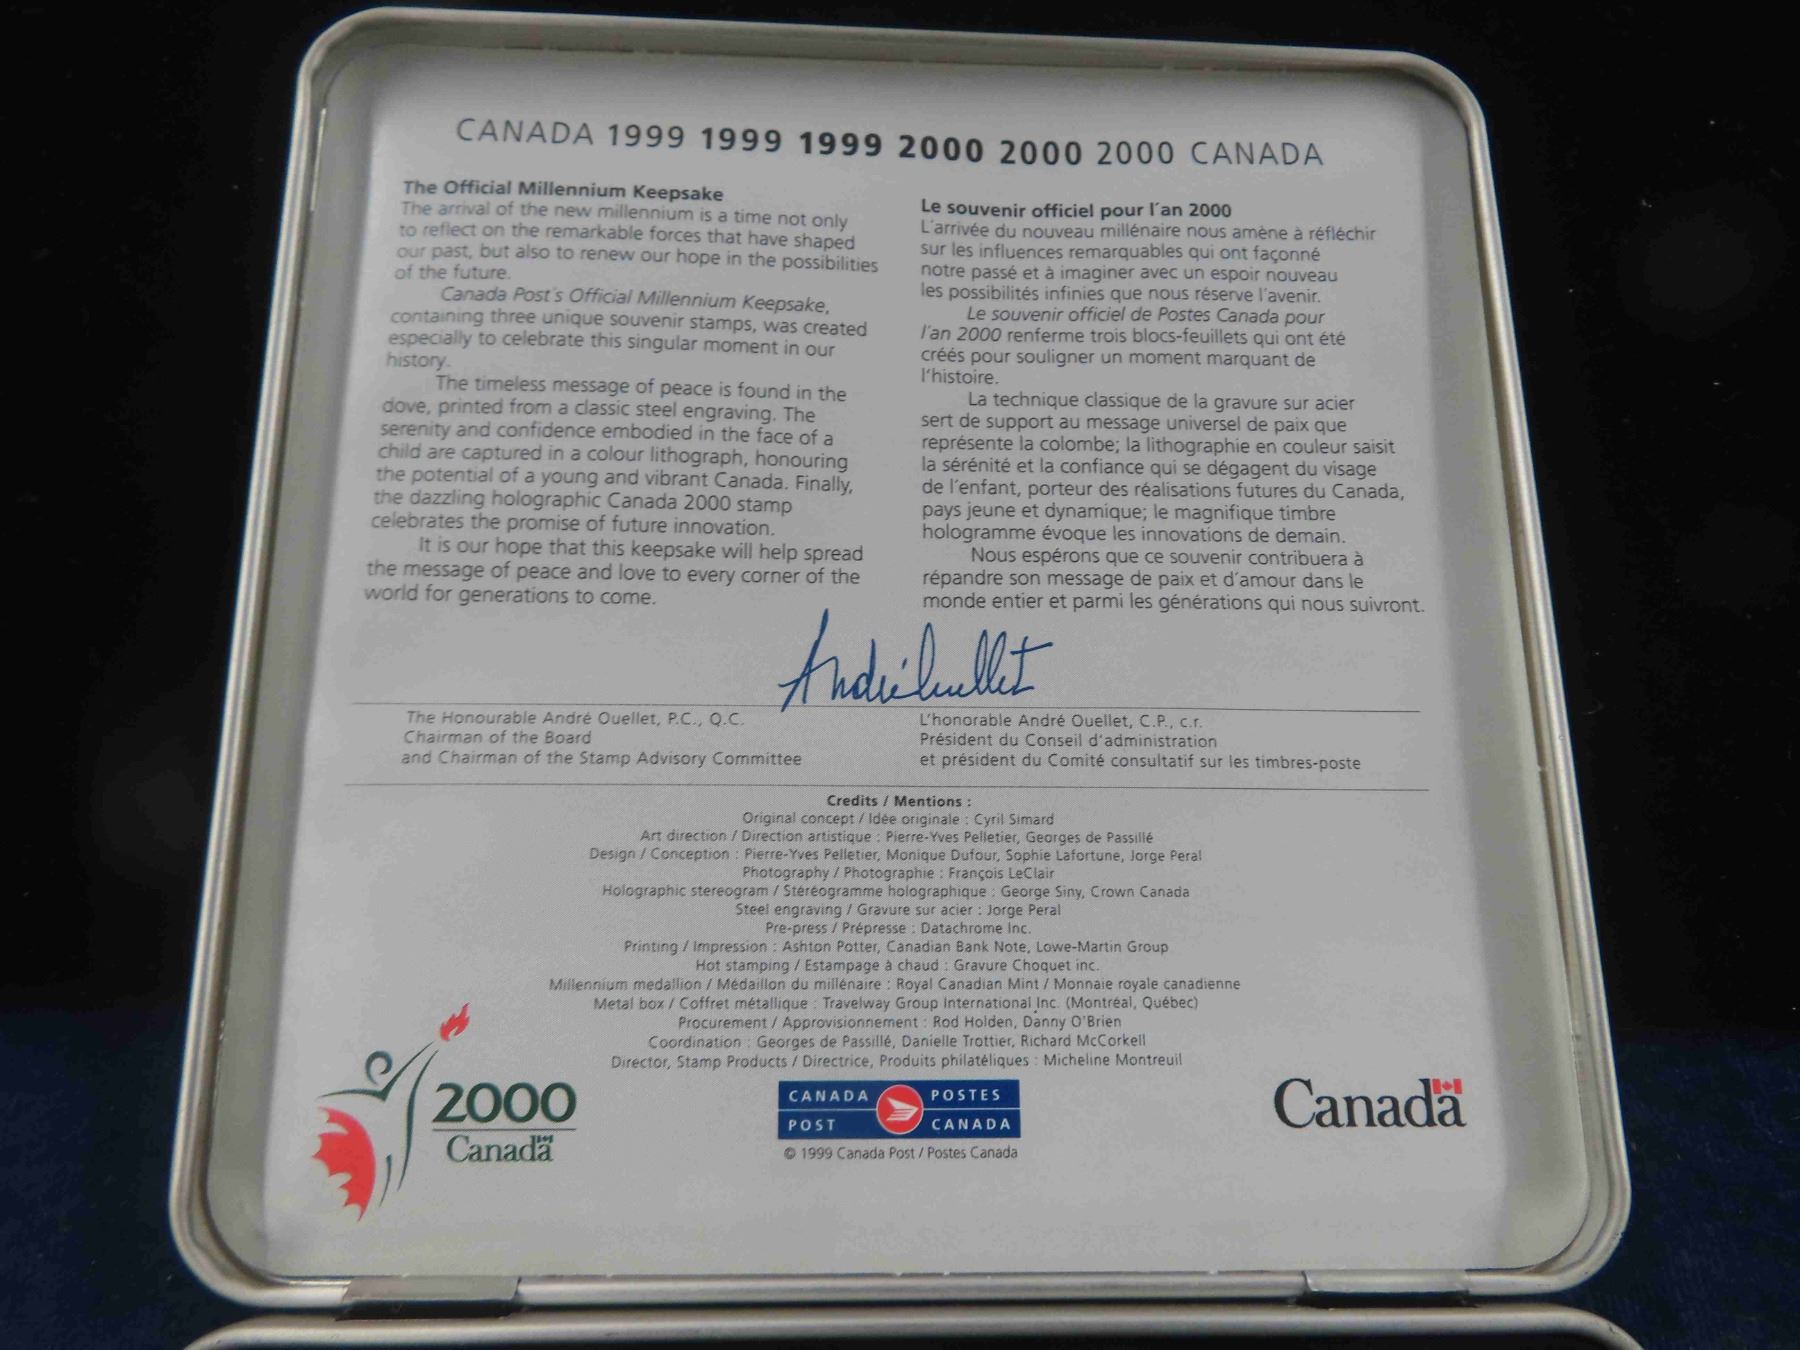 CANADA 1999 1999 1999 2000 2000 2000 CANADA
The Official Millennium Keepsake
The arrival of the new millennium is a time not only
to reflect on the remarkable forces that have shaped
our past, but also to renew our hope in the possibilities
of the future.
Canada Post's Official Millennium Keepsake,
containing three unique souvenir stamps, was created
especially to celebrate this singular moment in our
history.
The timeless message of peace is found in the
dove, printed from a classic steel engraving. The
serenity and confidence embodied in the face of a
child are captured in a colour lithograph, honouring
the potential of a young and vibrant Canada. Finally,
the dazzling holographic Canada 2000 stamp
celebrates the promise of future innovation.
It is our hope that this keepsake will help spread
the message of peace and love to every corner of the
world for generations to come.
Le souvenir officiel pour l'an 2000
L'arrivée du nouveau millénaire nous amène à réfléchir
sur les influences remarquables qui ont façonné
notre passé et à imaginer avec un espoir nouveau
les possibilités infinies que nous réserve l'avenir.
Le souvenir officiel de Postes Canada pour
l'an 2000 renferme trois blocs-feuillets qui ont été
créés pour souligner un moment marquant de
l'histoire.
La technique classique de la gravure sur acier
sert de support au message universel de paix que
représente la colombe; la lithographie en couleur saisit
la sérénité et la confiance qui se dégagent du visage
de l'enfant, porteur des réalisations futures du Canada,
pays jeune et dynamique; le magnifique timbre
hologramme évoque les innovations de demain.
Nous espérons que ce souvenir contribuera à
répandre son message de paix et d'amour dans le
monde entier et parmi les générations qui nous suivront.
André Ouellet
The Honourable André Ouellet, P.C., Q.C.
Chairman of the Board
and Chairman of the Stamp Advisory Committee
L'honorable André Ouellet, C.P., c.r.
Président du Conseil d'administration
et président du Comité consultatif sur les timbres-poste
Credits / Mentions :
Original concept / Idée originale : Cyril Simard
Art direction / Direction artistique : Pierre-Yves Pelletier, Georges de Passillé
Design / Conception : Pierre-Yves Pelletier, Monique Dufour, Sophie Lafortune, Jorge Peral
Photography / Photographie : François LeClair
Holographic stereogram / Stéréogramme holographique : George Siny, Crown Canada
Steel engraving / Gravure sur acier : Jorge Peral
Pre-press / Prépresse : Datachrome Inc.
Printing / Impression : Ashton Potter, Canadian Bank Note, Lowe-Martin Group
Hot stamping / Estampage à chaud : Gravure Choquet inc.
Millennium medallion / Médaillon du millénaire : Royal Canadian Mint / Monnaie royale canadienne
Metal box / Coffret métallique : Travelway Group International Inc. (Montréal, Québec)
Procurement / Approvisionnement : Rod Holden, Danny O'Brien
Coordination : Georges de Passillé, Danielle Trottier, Richard McCorkell
Director, Stamp Products / Directrice, Produits philatéliques : Micheline Montreuil
2000
Canada
CANADA POST
POSTES CANADA
© 1999 Canada Post / Postes Canada
Canada